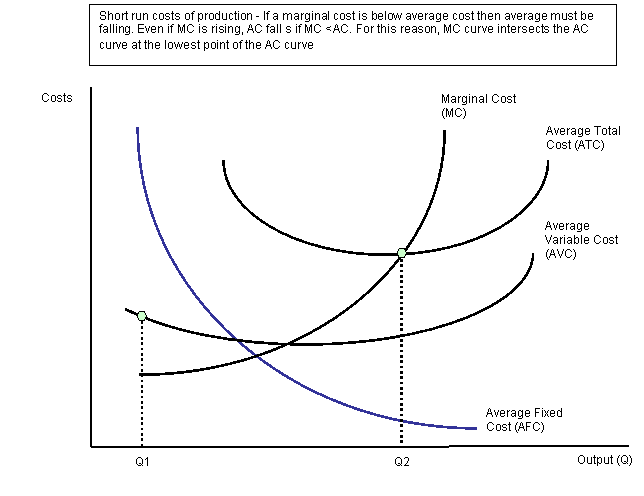 Short run costs of production - If a marginal cost is below average cost then average must be
falling. Even if MC is rising, AC fall s if MC <AC. For this reason, MC curve intersects the AC
curve at the lowest point of the AC curve
Costs
Marginal Cost
(MC)
Average Total
Cost (ATC)
Average
Variable Cost
(AVC)
Average Fixed
Cost (AFC)
Q1
Q2
Output (Q)